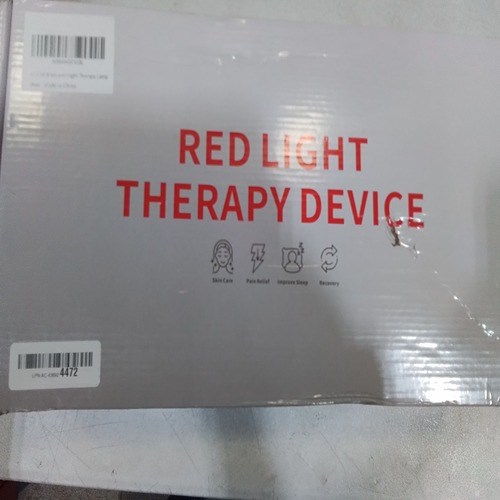 RED LIGHT
THERAPY DEVICE
Skin Care Pain Relief Improve Sleep Recovery
4472